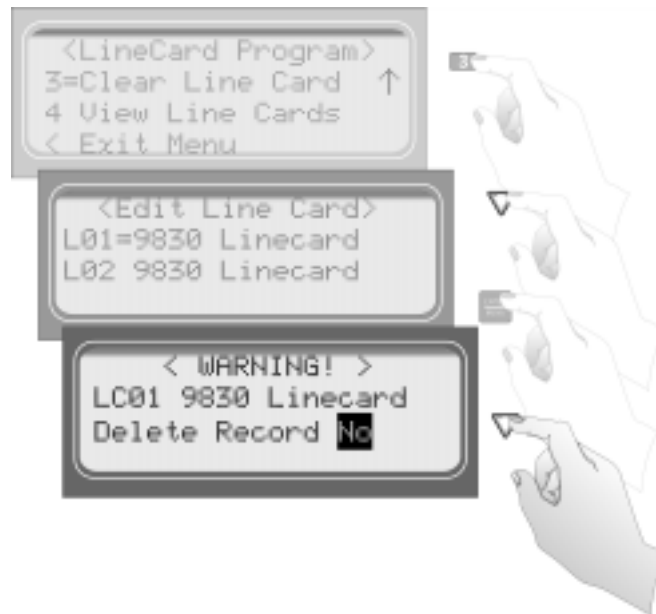 <LineCard Program>
3=Clear Line Card ↑
4 View Line Cards
< Exit Menu
3
<Edit Line Card>
L01=9830 Linecard
L02 9830 Linecard
< WARNING! >
LC01 9830 Linecard
Delete Record No